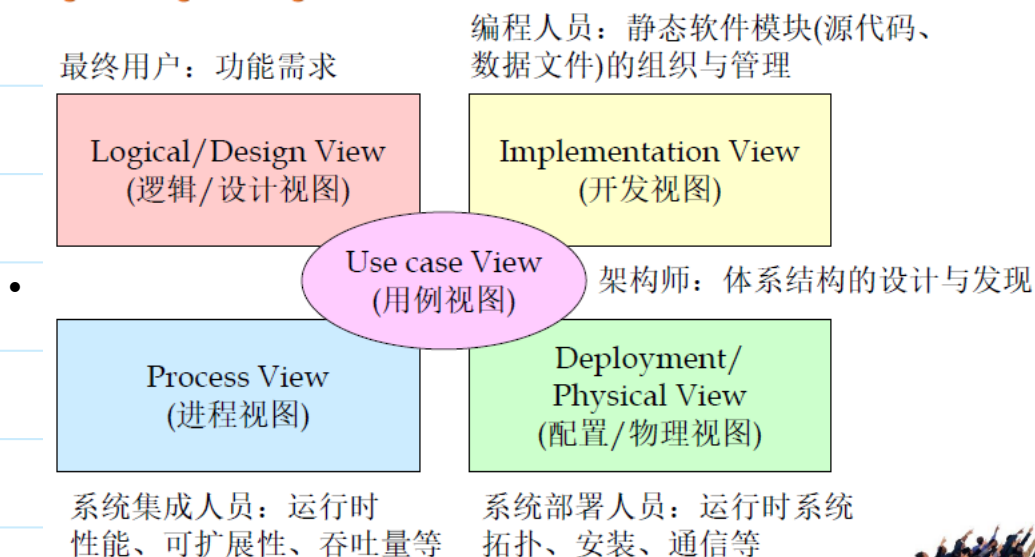 最终用户：功能需求
编程人员：静态软件模块(源代码、
数据文件)的组织与管理
Logical/Design View
(逻辑/设计视图)
Implementation View
(开发视图)
Use case View
(用例视图)
架构师：体系结构的设计与发现
Process View
(进程视图)
Deployment/
Physical View
(配置/物理视图)
系统集成人员：运行时
性能、可扩展性、吞吐量等
系统部署人员：运行时系统
拓扑、安装、通信等